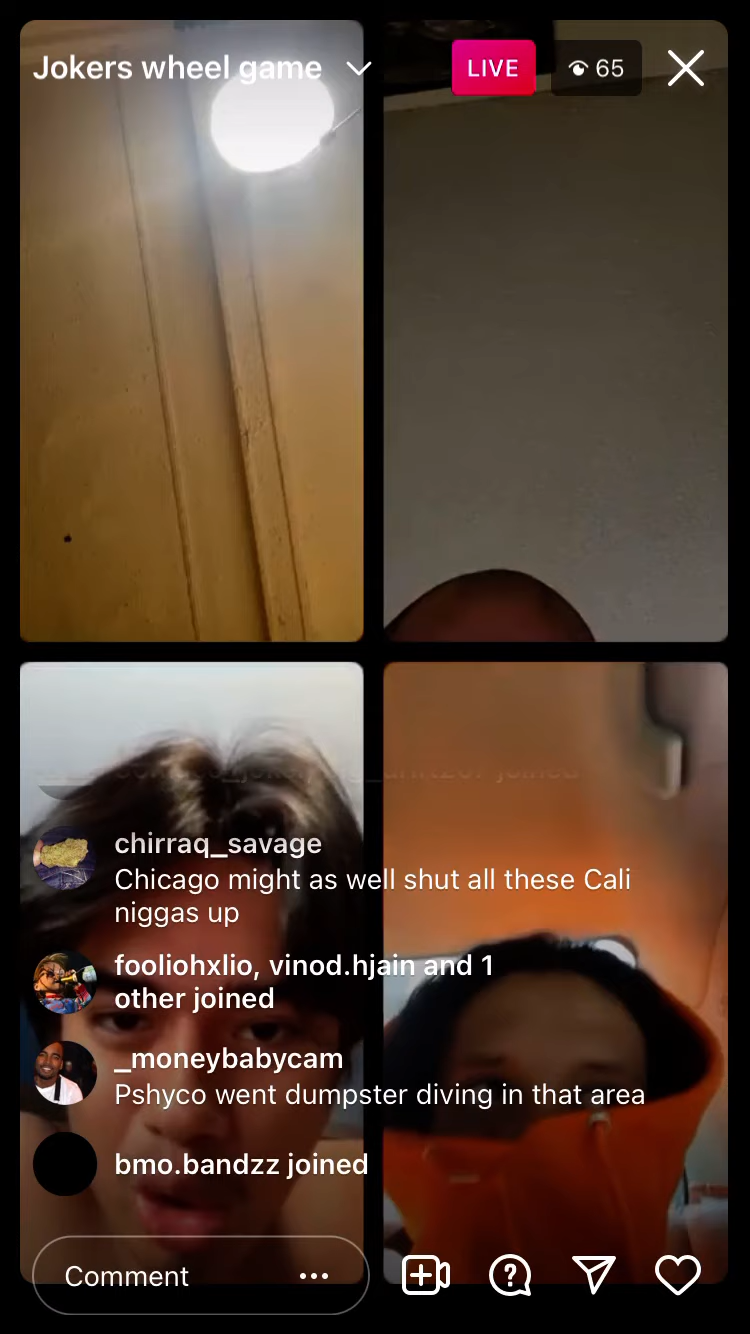 Jokers wheel game
LIVE
65
chirraq_savage
Chicago might as well shut all these Cali
niggas up
fooliohxlio, vinod.hjain and 1
other joined
_moneybabycam
Pshyco went dumpster diving in that area
bmo.bandzz joined
Comment